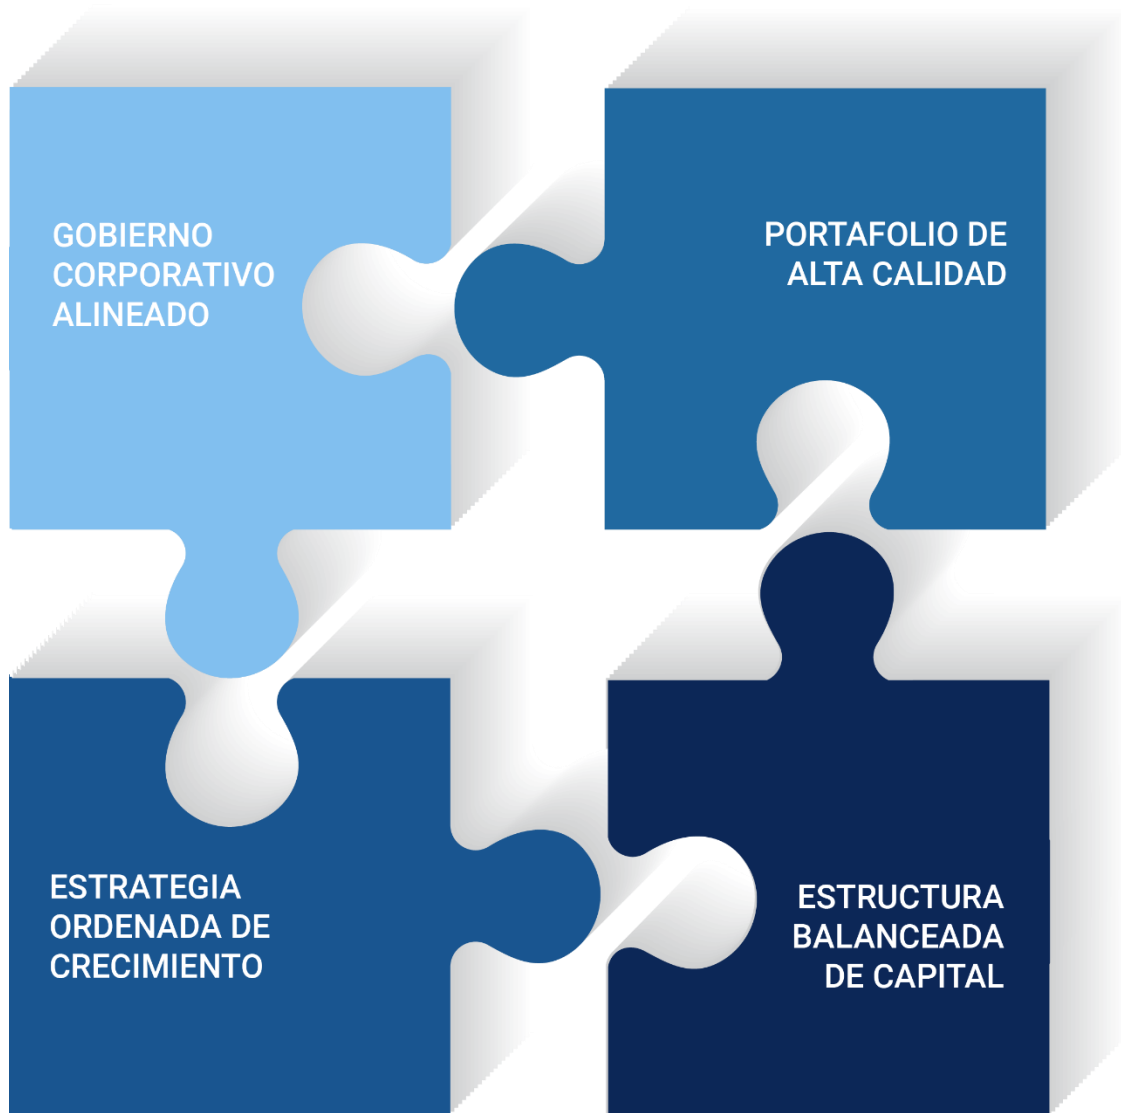 GOBIERNO
CORPORATIVO
ALINEADO
PORTAFOLIO DE
ALTA CALIDAD
ESTRATEGIA
ORDENADA DE
CRECIMIENTO
ESTRUCTURA
BALANCEADA
DE CAPITAL